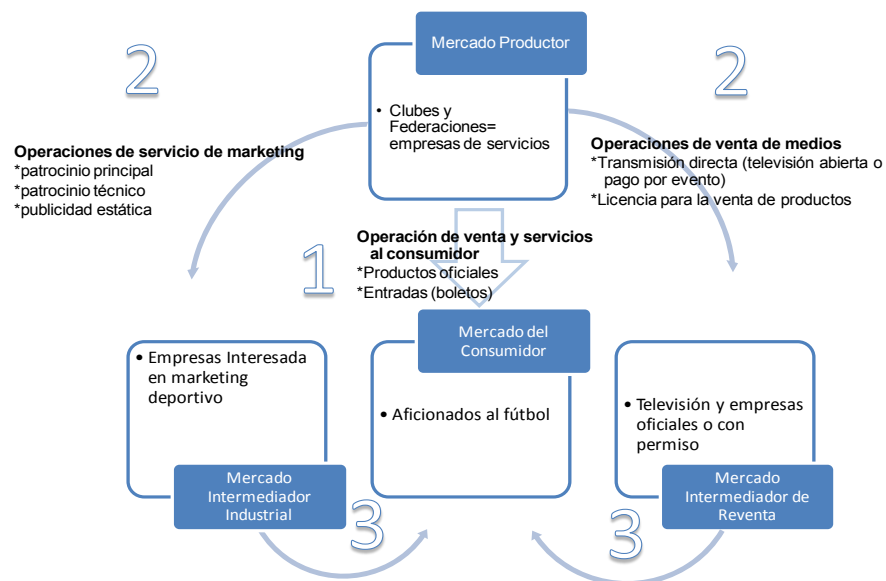 Mercado Productor
2
2
• Clubes y
Federaciones=
empresas de servicios
Operaciones de servicio de marketing
*patrocinio principal
*patrocinio técnico
*publicidad estática
Operaciones de venta de medios
*Transmisión directa (televisión abierta o
pago por evento)
*Licencia para la venta de productos
1
Operación de venta y servicios
al consumidor
*Productos oficiales
*Entradas (boletos)
• Empresas Interesada
en marketing
deportivo
Mercado
Intermediador
Industrial
Mercado del
Consumidor
• Aficionados al fútbol
• Televisión y empresas
oficiales o con
permiso
Mercado
Intermediador de
Reventa
3
3